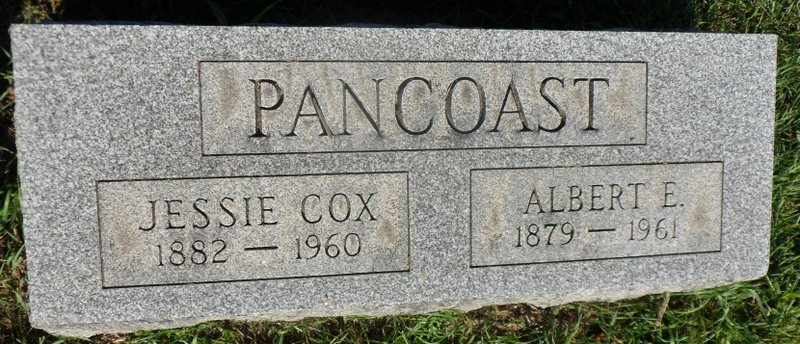 PANCOAST
JESSIE COX
1882 — 1960
ALBERT E.
1879 — 1961